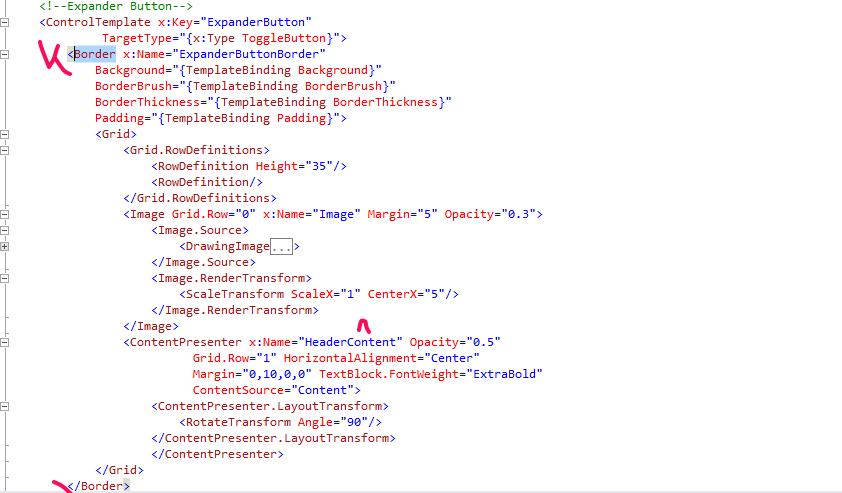 <!--Expander Button-->
<ControlTemplate x:Key="ExpanderButton"
TargetType="{x:Type ToggleButton}">
<Border x:Name="ExpanderButtonBorder"
Background="{TemplateBinding Background}"
BorderBrush="{TemplateBinding BorderBrush}"
BorderThickness="{TemplateBinding BorderThickness}"
Padding="{TemplateBinding Padding}">
<Grid>
<Grid.RowDefinitions>
<RowDefinition Height="35"/>
<RowDefinition/>
</Grid.RowDefinitions>
<Image Grid.Row="0" x:Name="Image" Margin="5" Opacity="0.3">
<Image.Source>
<DrawingImage...>
</Image.Source>
<Image.RenderTransform>
<ScaleTransform ScaleX="1" CenterX="5"/>
</Image.RenderTransform>
</Image>
<ContentPresenter x:Name="HeaderContent" Opacity="0.5"
Grid.Row="1" HorizontalAlignment="Center"
Margin="0,10,0,0" TextBlock.FontWeight="ExtraBold"
ContentSource="Content">
<ContentPresenter.LayoutTransform>
<RotateTransform Angle="90"/>
</ContentPresenter.LayoutTransform>
</ContentPresenter>
</Grid>
</Border>